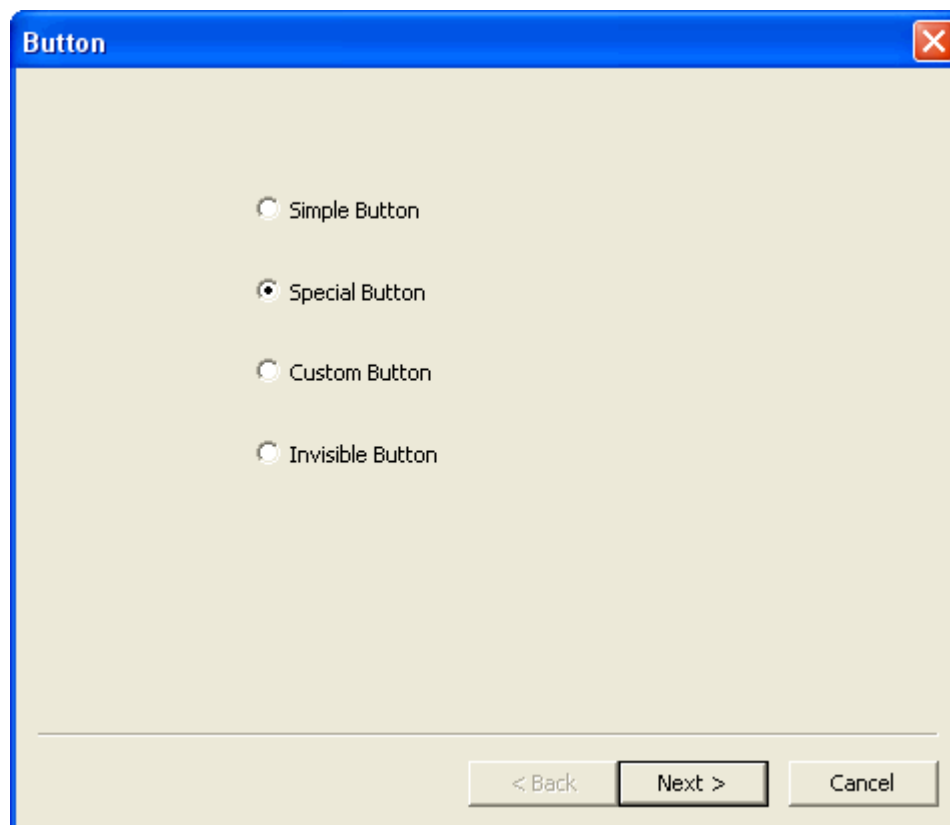 Button
Simple Button
Special Button
Custom Button
Invisible Button
< Back Next > Cancel